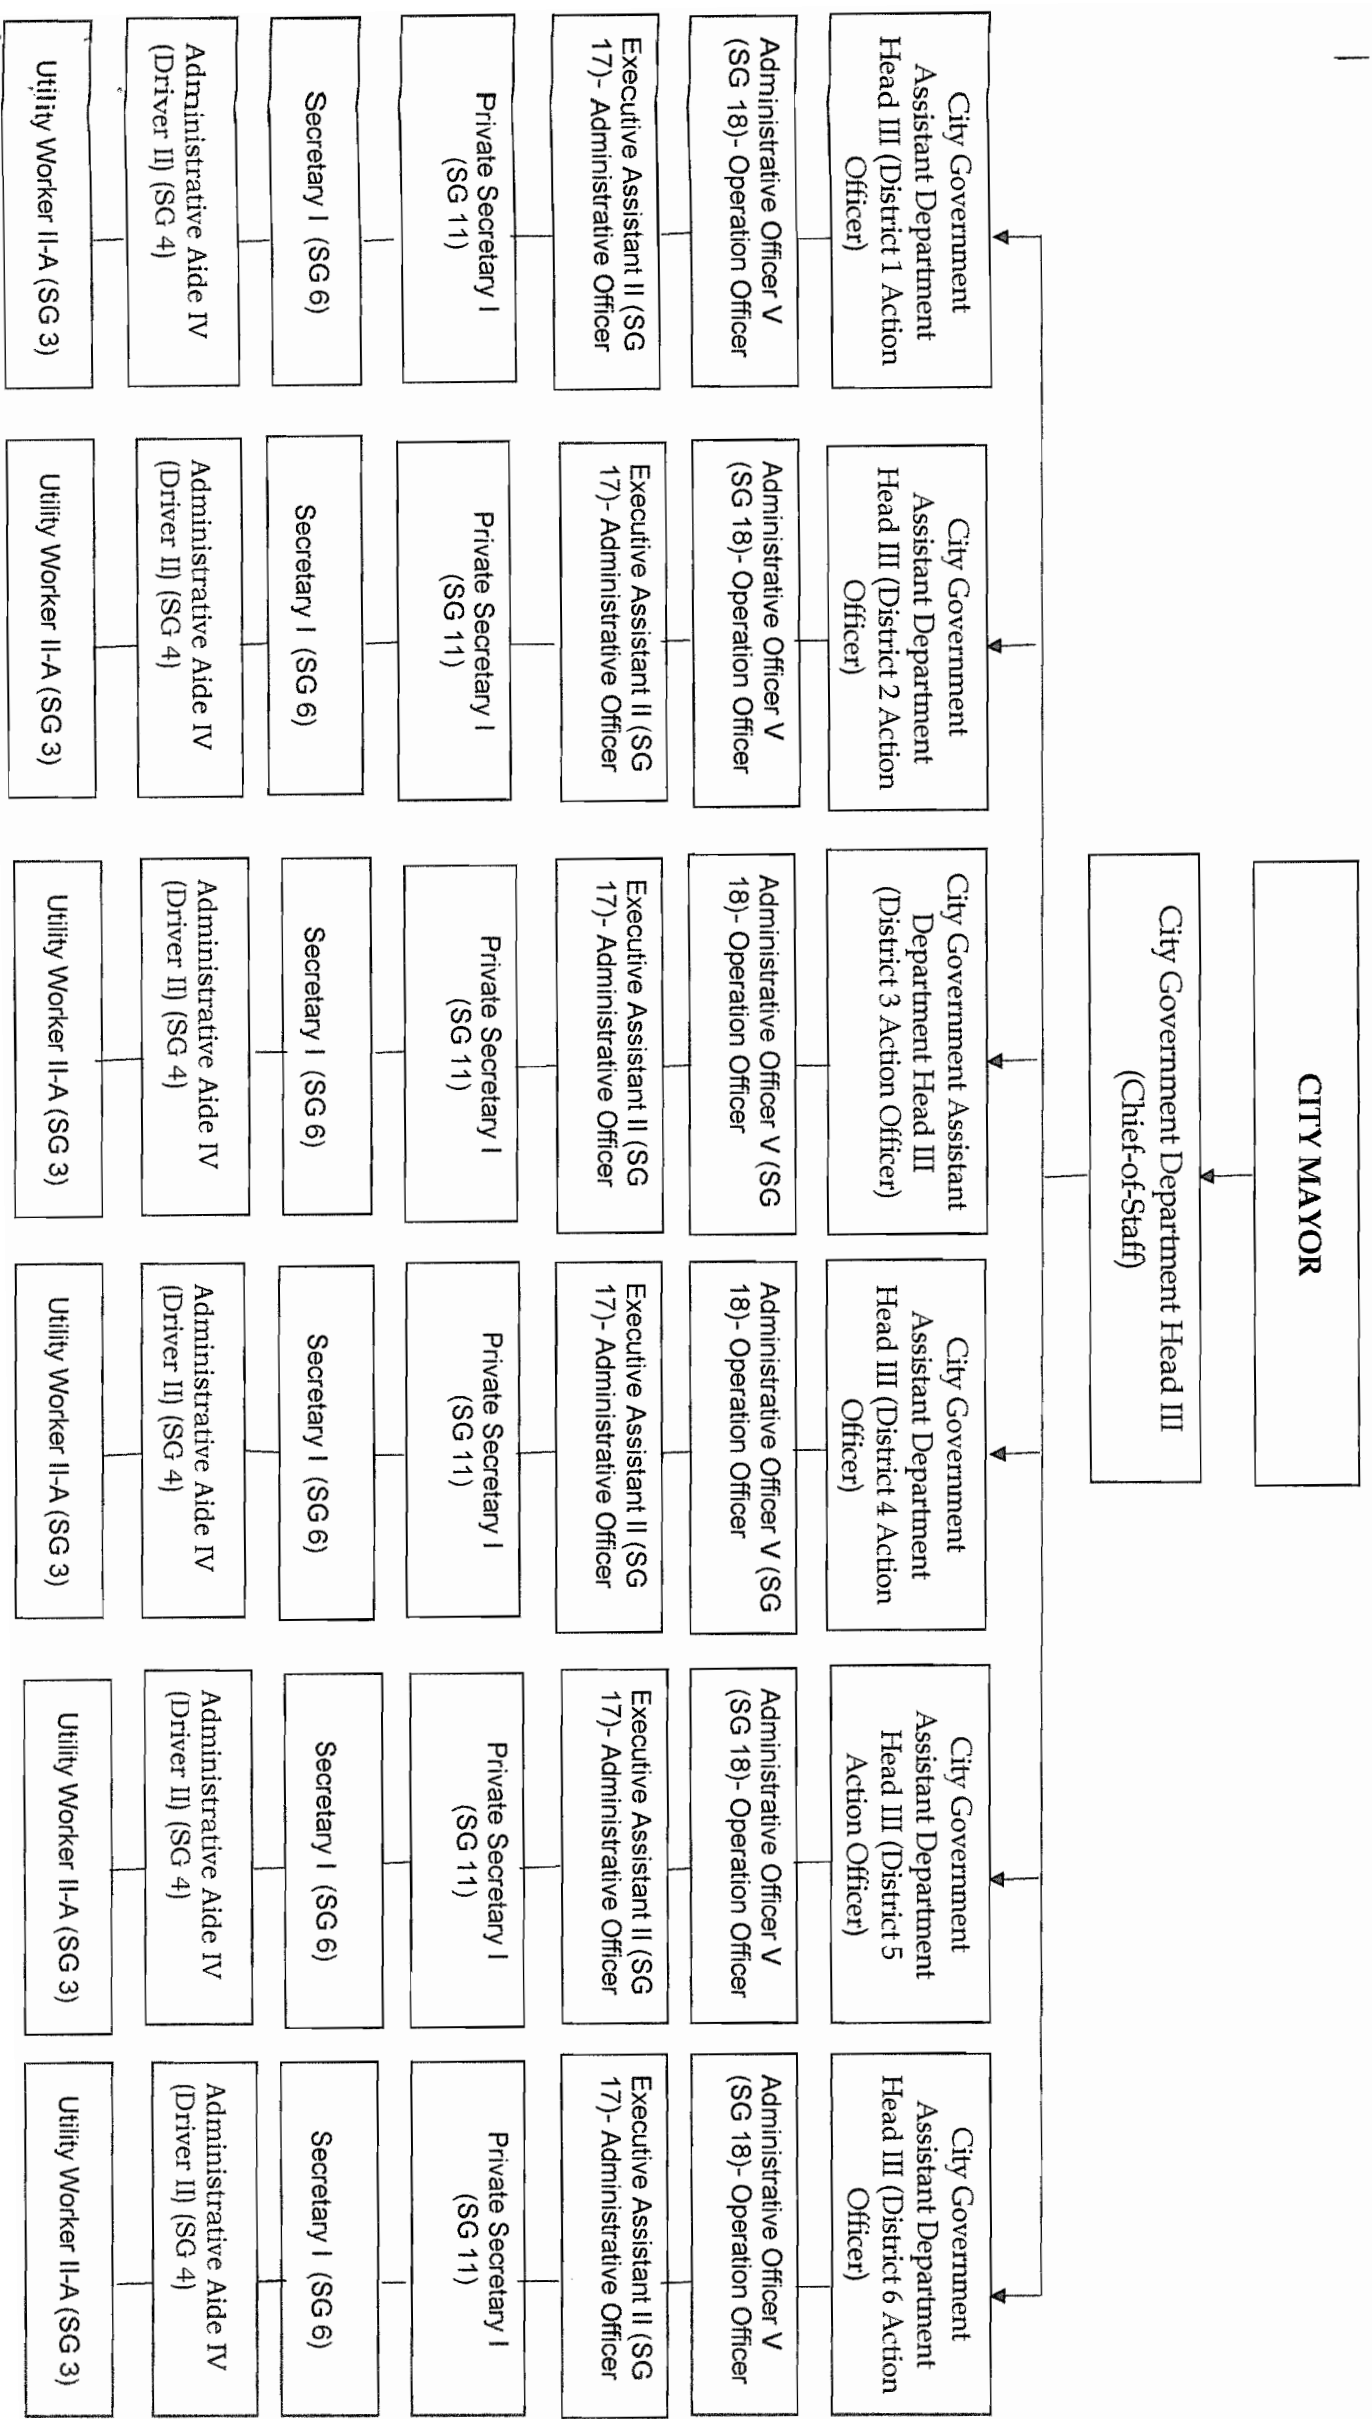 CITY MAYOR
City Government Department Head III
(Chief-of-Staff)
City Government
Assistant Department
Head III (District 1 Action
Officer)
City Government
Assistant Department
Head III (District 2 Action
Officer)
City Government Assistant
Department Head III
(District 3 Action Officer)
City Government
Assistant Department
Head III (District 4 Action
Officer)
City Government
Assistant Department
Head III (District 5
Action Officer)
City Government
Assistant Department
Head III (District 6 Action
Officer)
Administrative Officer V
(SG 18)- Operation Officer
Administrative Officer V
(SG 18)- Operation Officer
Administrative Officer V (SG
18)- Operation Officer
Administrative Officer V (SG
18)- Operation Officer
Administrative Officer V
(SG 18)- Operation Officer
Administrative Officer V
(SG 18)- Operation Officer
Executive Assistant II (SG
17)- Administrative Officer
Executive Assistant II (SG
17)- Administrative Officer
Executive Assistant II (SG
17)- Administrative Officer
Executive Assistant II (SG
17)- Administrative Officer
Executive Assistant II (SG
17)- Administrative Officer
Executive Assistant II (SG
17)- Administrative Officer
Private Secretary I
(SG 11)
Private Secretary I
(SG 11)
Private Secretary I
(SG 11)
Private Secretary I
(SG 11)
Private Secretary I
(SG 11)
Private Secretary I
(SG 11)
Secretary I (SG 6)
Secretary I (SG 6)
Secretary I (SG 6)
Secretary I (SG 6)
Secretary I (SG 6)
Secretary I (SG 6)
Administrative Aide IV
(Driver II) (SG 4)
Administrative Aide IV
(Driver II) (SG 4)
Administrative Aide IV
(Driver II) (SG 4)
Administrative Aide IV
(Driver II) (SG 4)
Administrative Aide IV
(Driver II) (SG 4)
Administrative Aide IV
(Driver II) (SG 4)
Utility Worker II-A (SG 3)
Utility Worker II-A (SG 3)
Utility Worker II-A (SG 3)
Utility Worker II-A (SG 3)
Utility Worker II-A (SG 3)
Utility Worker II-A (SG 3)